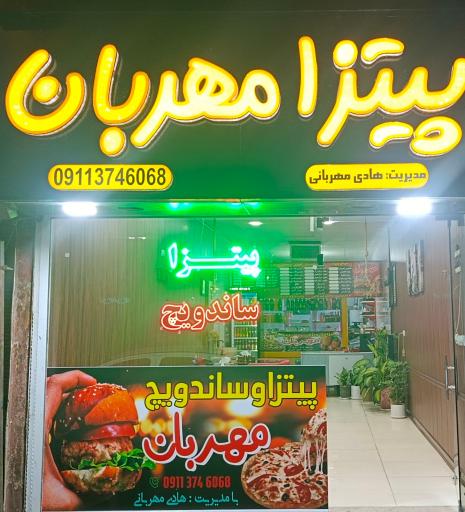 پیتزا مهربان
مدیریت: هادی مهربانی
09113746068
پیتزا
ساندویچ
پیتزا و ساندویچ
مهربان
0911 374 6068
با مدیریت : هادی مهربانی